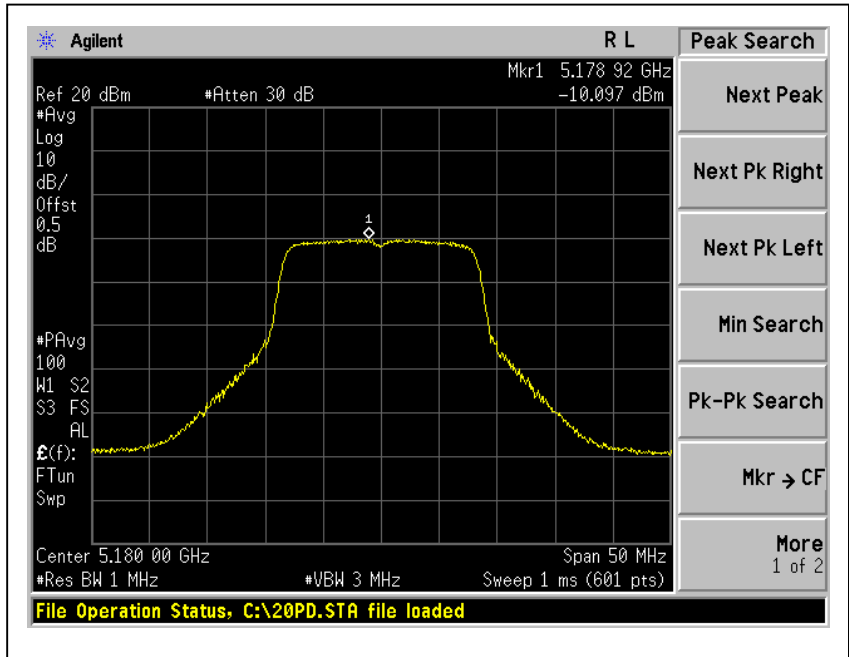 Agilent R L Peak Search
Mkr1 5.178 92 GHz
Ref 20 dBm #Atten 30 dB -10.097 dBm
#Avg
Log
10
dB/
Offst
0.5
dB
1
#PAvg
100
W1 S2
S3 FS
AL
£(f):
FTun
Swp
Center 5.180 00 GHz Span 50 MHz
#Res BW 1 MHz #VBW 3 MHz Sweep 1 ms (601 pts)
File Operation Status, C:\20PD.STA file loaded
Next Peak
Next Pk Right
Next Pk Left
Min Search
Pk-Pk Search
Mkr → CF
More
1 of 2